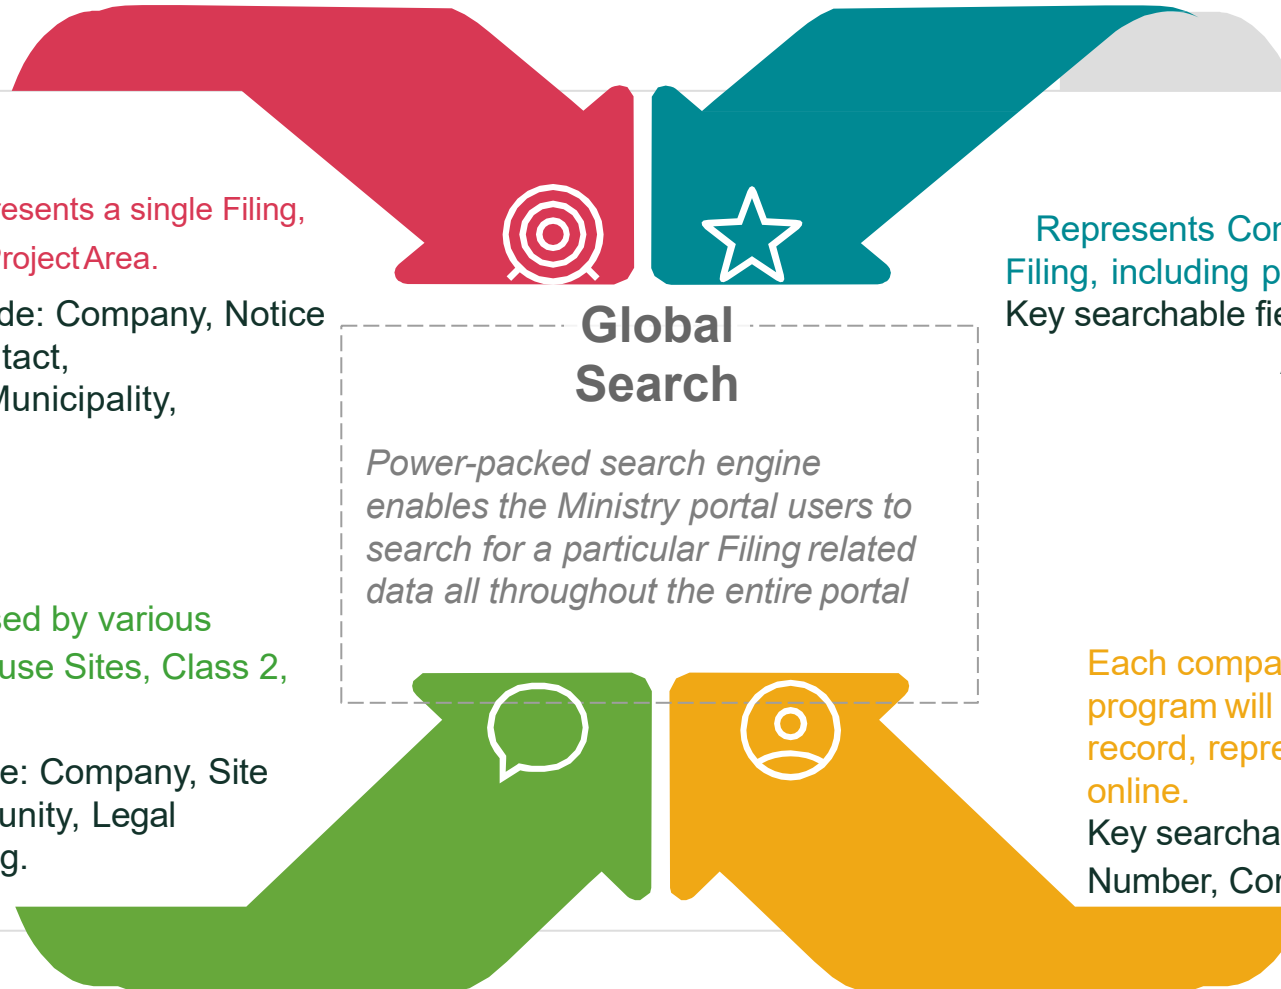 resents a single Filing,
Project Area.
de: Company, Notice
tact,
Municipality,
Represents Con
Filing, including p
Key searchable fie
Global
Search
Power-packed search engine
enables the Ministry portal users to
search for a particular Filing related
data all throughout the entire portal
sed by various
use Sites, Class 2,
e: Company, Site
unity, Legal
g.
Each compa
program will
record, repre
online.
Key searcha
Number, Con